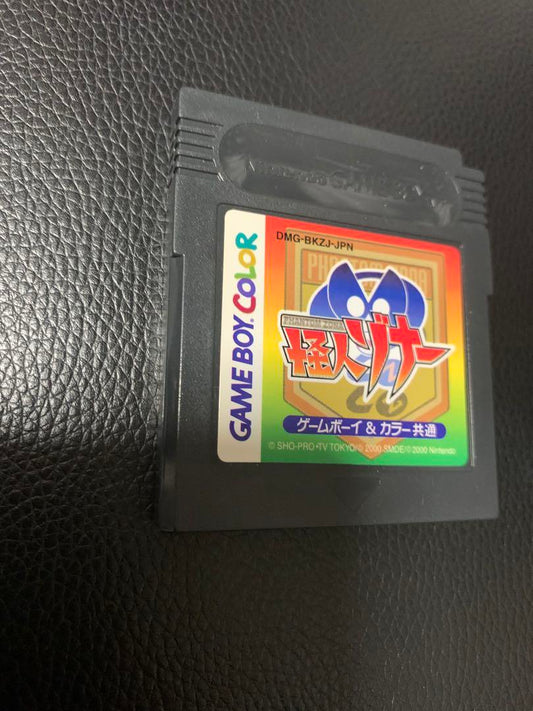 DMG-BKZJ-JPN
GAME BOY COLOR
PHANTOM ZONA
怪人ゾナー
ゲームボーイ & カラー共通
© SHO-PRO・TV TOKYO © 2000 SMDE/© 2000 Nintendo